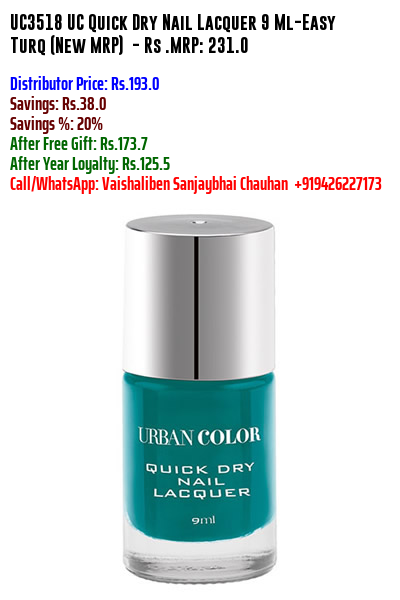 UC3518 UC Quick Dry Nail Lacquer 9 Ml-Easy
Turq (New MRP) - Rs .MRP: 231.0
Distributor Price: Rs.193.0
Savings: Rs.38.0
Savings %: 20%
After Free Gift: Rs.173.7
After Year Loyalty: Rs.125.5
Call/WhatsApp: Vaishaliben Sanjaybhai Chauhan +919426227173
URBAN COLOR
QUICK DRY
NAIL
LACQUER
9ml